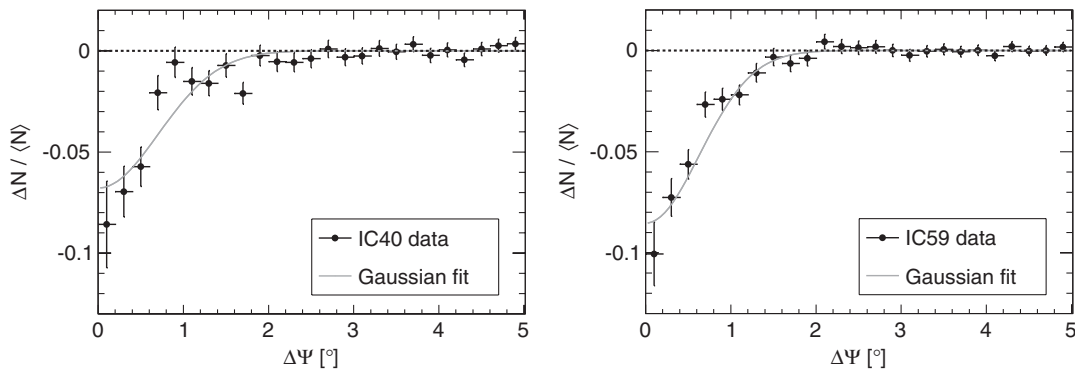 0
-0.05
-0.1
ΔN / ⟨N⟩
IC40 data
Gaussian fit
0 1 2 3 4 5
ΔΨ [°]
0
-0.05
-0.1
ΔN / ⟨N⟩
IC59 data
Gaussian fit
0 1 2 3 4 5
ΔΨ [°]